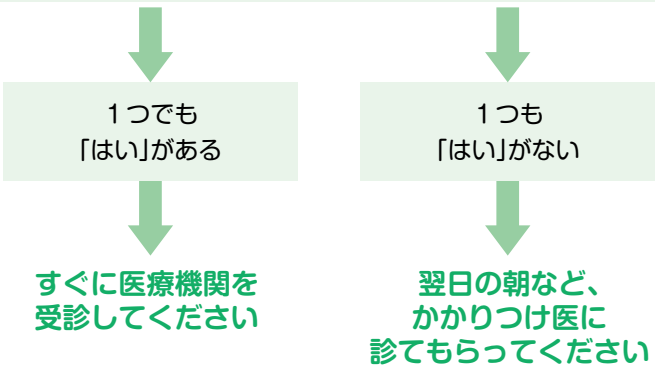 1つでも
「はい」がある
1つも
「はい」がない
すぐに医療機関を
受診してください
翌日の朝など、
かかりつけ医に
診てもらってください